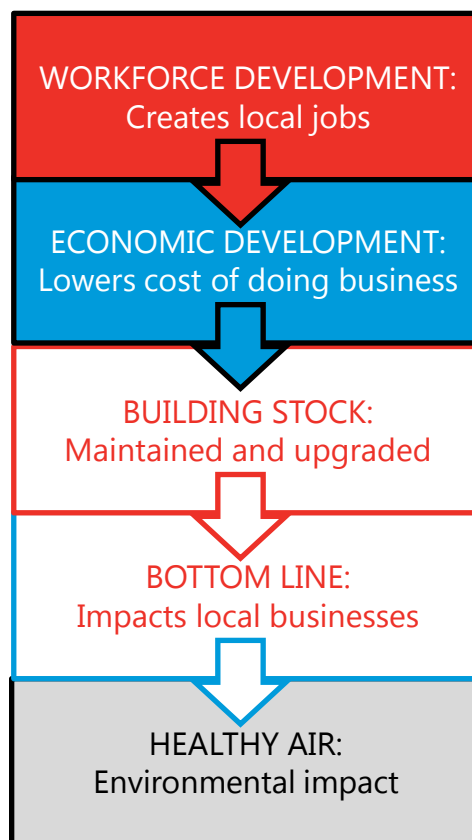 WORKFORCE DEVELOPMENT:
Creates local jobs
ECONOMIC DEVELOPMENT:
Lowers cost of doing business
BUILDING STOCK:
Maintained and upgraded
BOTTOM LINE:
Impacts local businesses
HEALTHY AIR:
Environmental impact